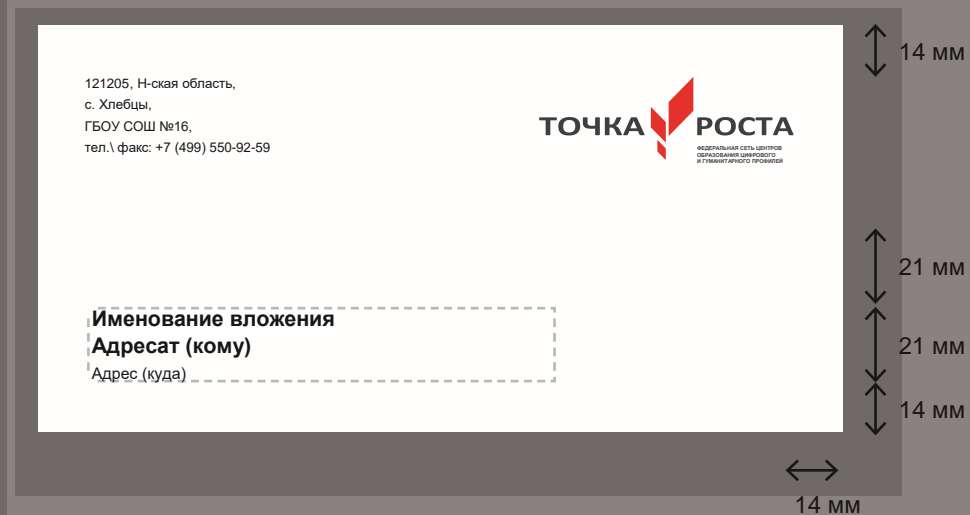 121205, Н-ская область,
с. Хлебцы,
ГБОУ СОШ №16,
тел.\ факс: +7 (499) 550-92-59
ТОЧКА РОСТА
ФЕДЕРАЛЬНАЯ СЕТЬ ЦЕНТРОВ
ОБРАЗОВАНИЯ ЦИФРОВОГО
И ГУМАНИТАРНОГО ПРОФИЛЕЙ
14 мм
21 мм
Именование вложения
Адресат (кому)
Адрес (куда)
21 мм
14 мм
14 мм